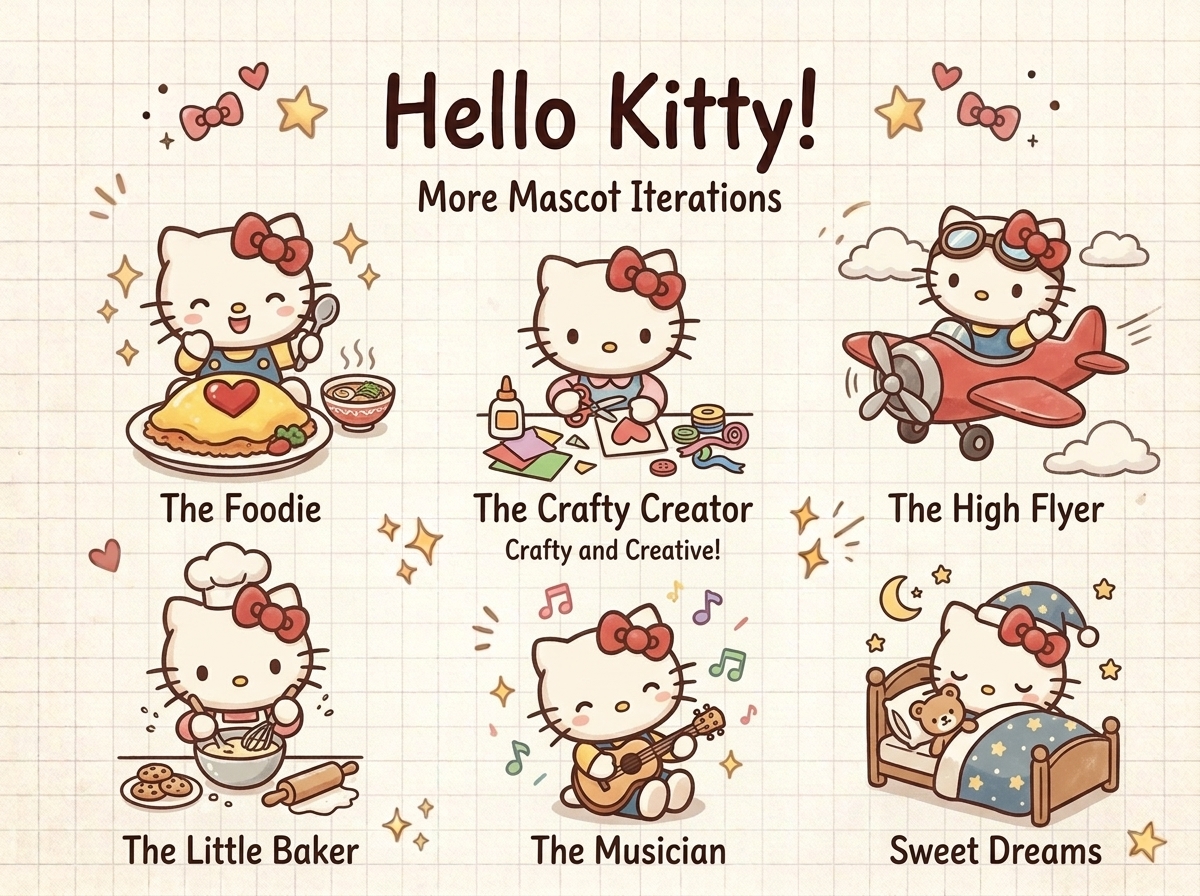 Hello Kitty!
More Mascot Iterations
The Foodie
The Crafty Creator
Crafty and Creative!
The High Flyer
The Little Baker
The Musician
Sweet Dreams